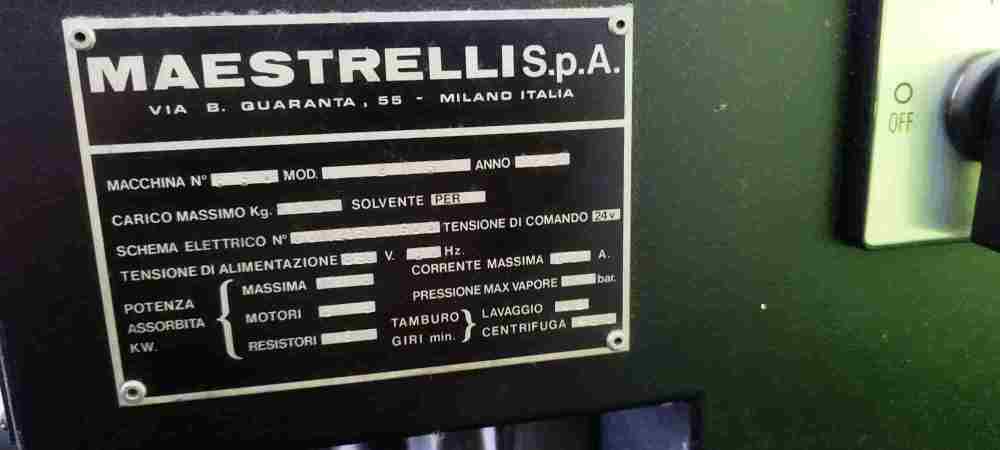 MAESTRELLI S.p.A.
VIA B. QUARANTA, 55 - MILANO ITALIA
MACCHINA N° MOD. ANNO
CARICO MASSIMO Kg. SOLVENTE PER
SCHEMA ELETTRICO N° TENSIONE DI COMANDO 24v
TENSIONE DI ALIMENTAZIONE V. Hz.
CORRENTE MASSIMA A.
POTENZA ASSORBITA KW.
MASSIMA
MOTORI
RESISTORI
PRESSIONE MAX VAPORE bar.
TAMBURO GIRI min.
LAVAGGIO
CENTRIFUGA
OFF